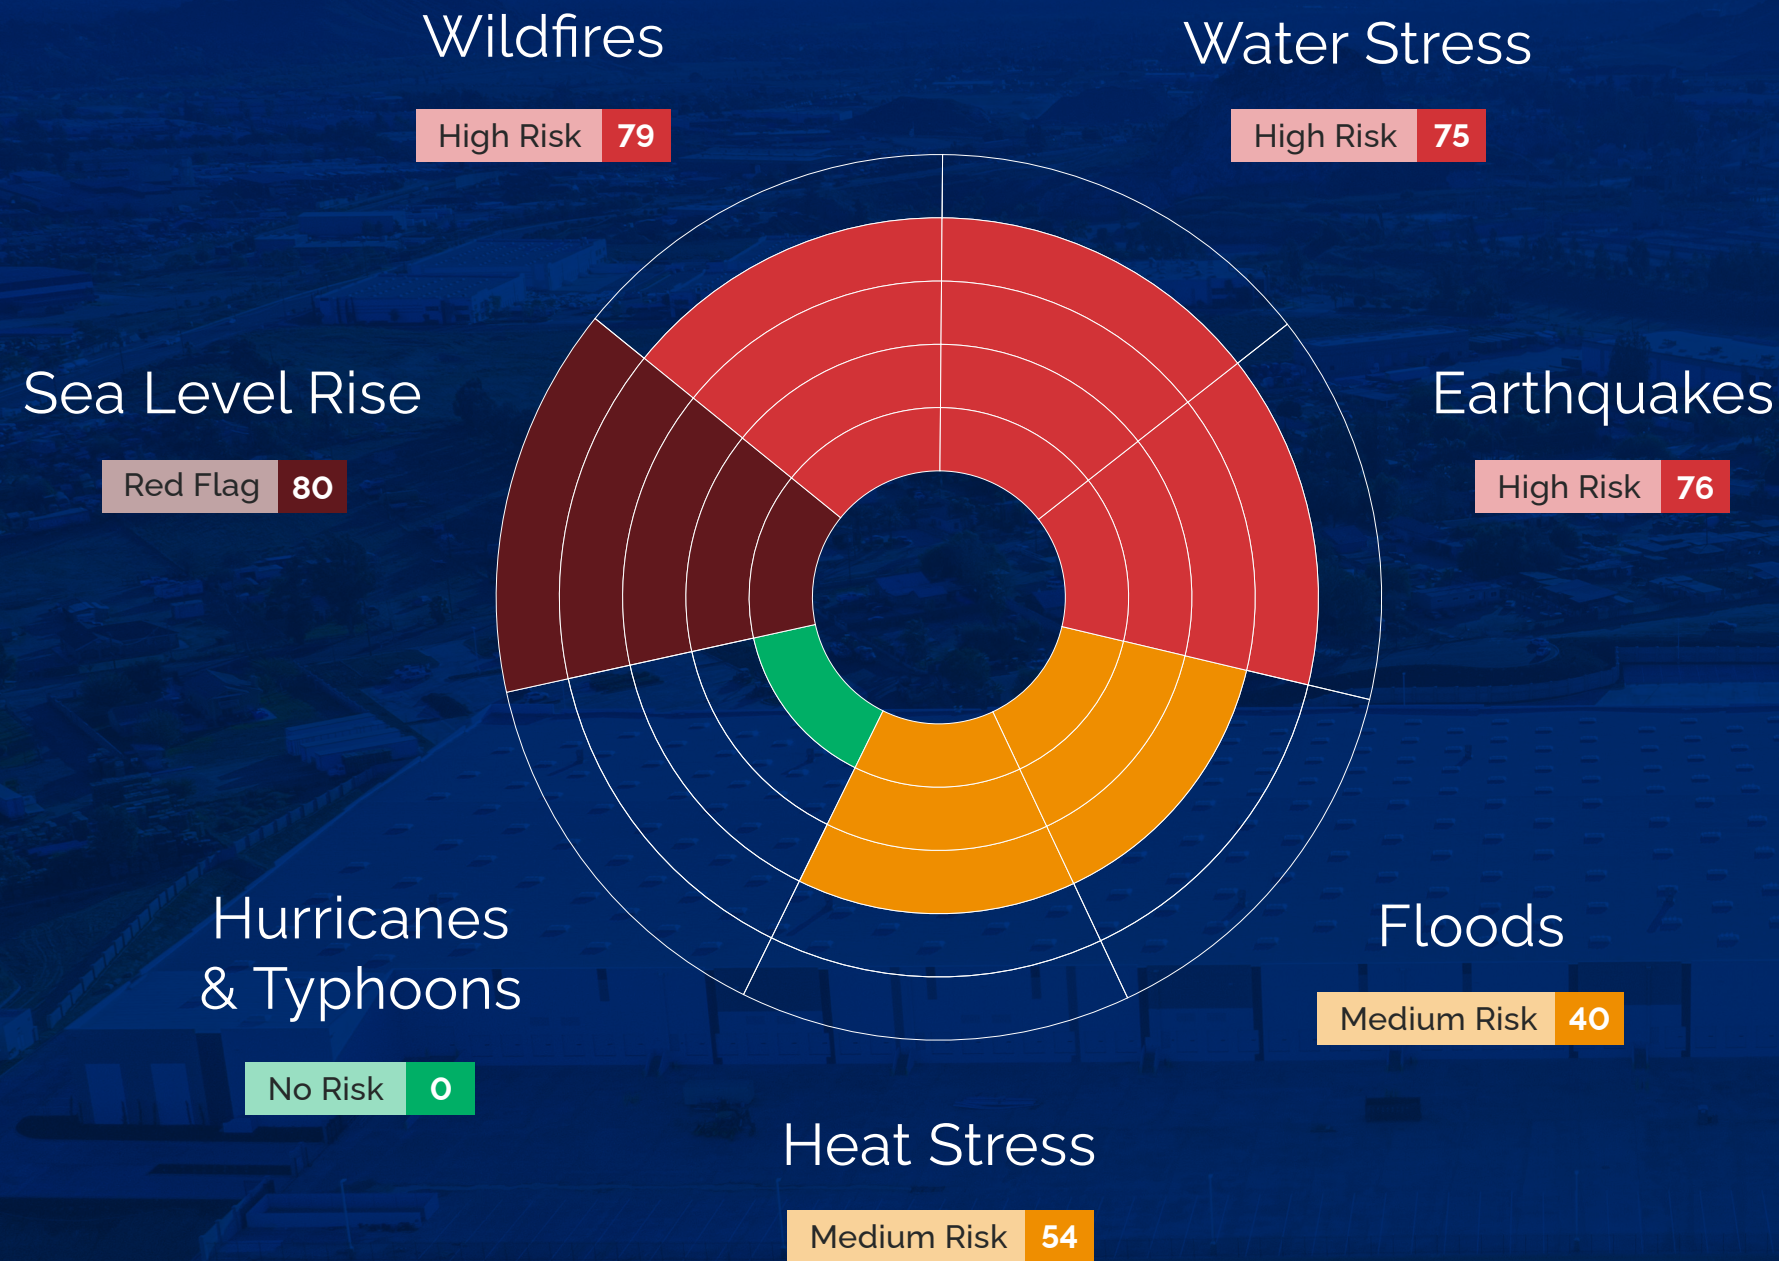 Wildfires
High Risk 79
Water Stress
High Risk 75
Sea Level Rise
Red Flag 80
Earthquakes
High Risk 76
Hurricanes
& Typhoons
No Risk 0
Floods
Medium Risk 40
Heat Stress
Medium Risk 54